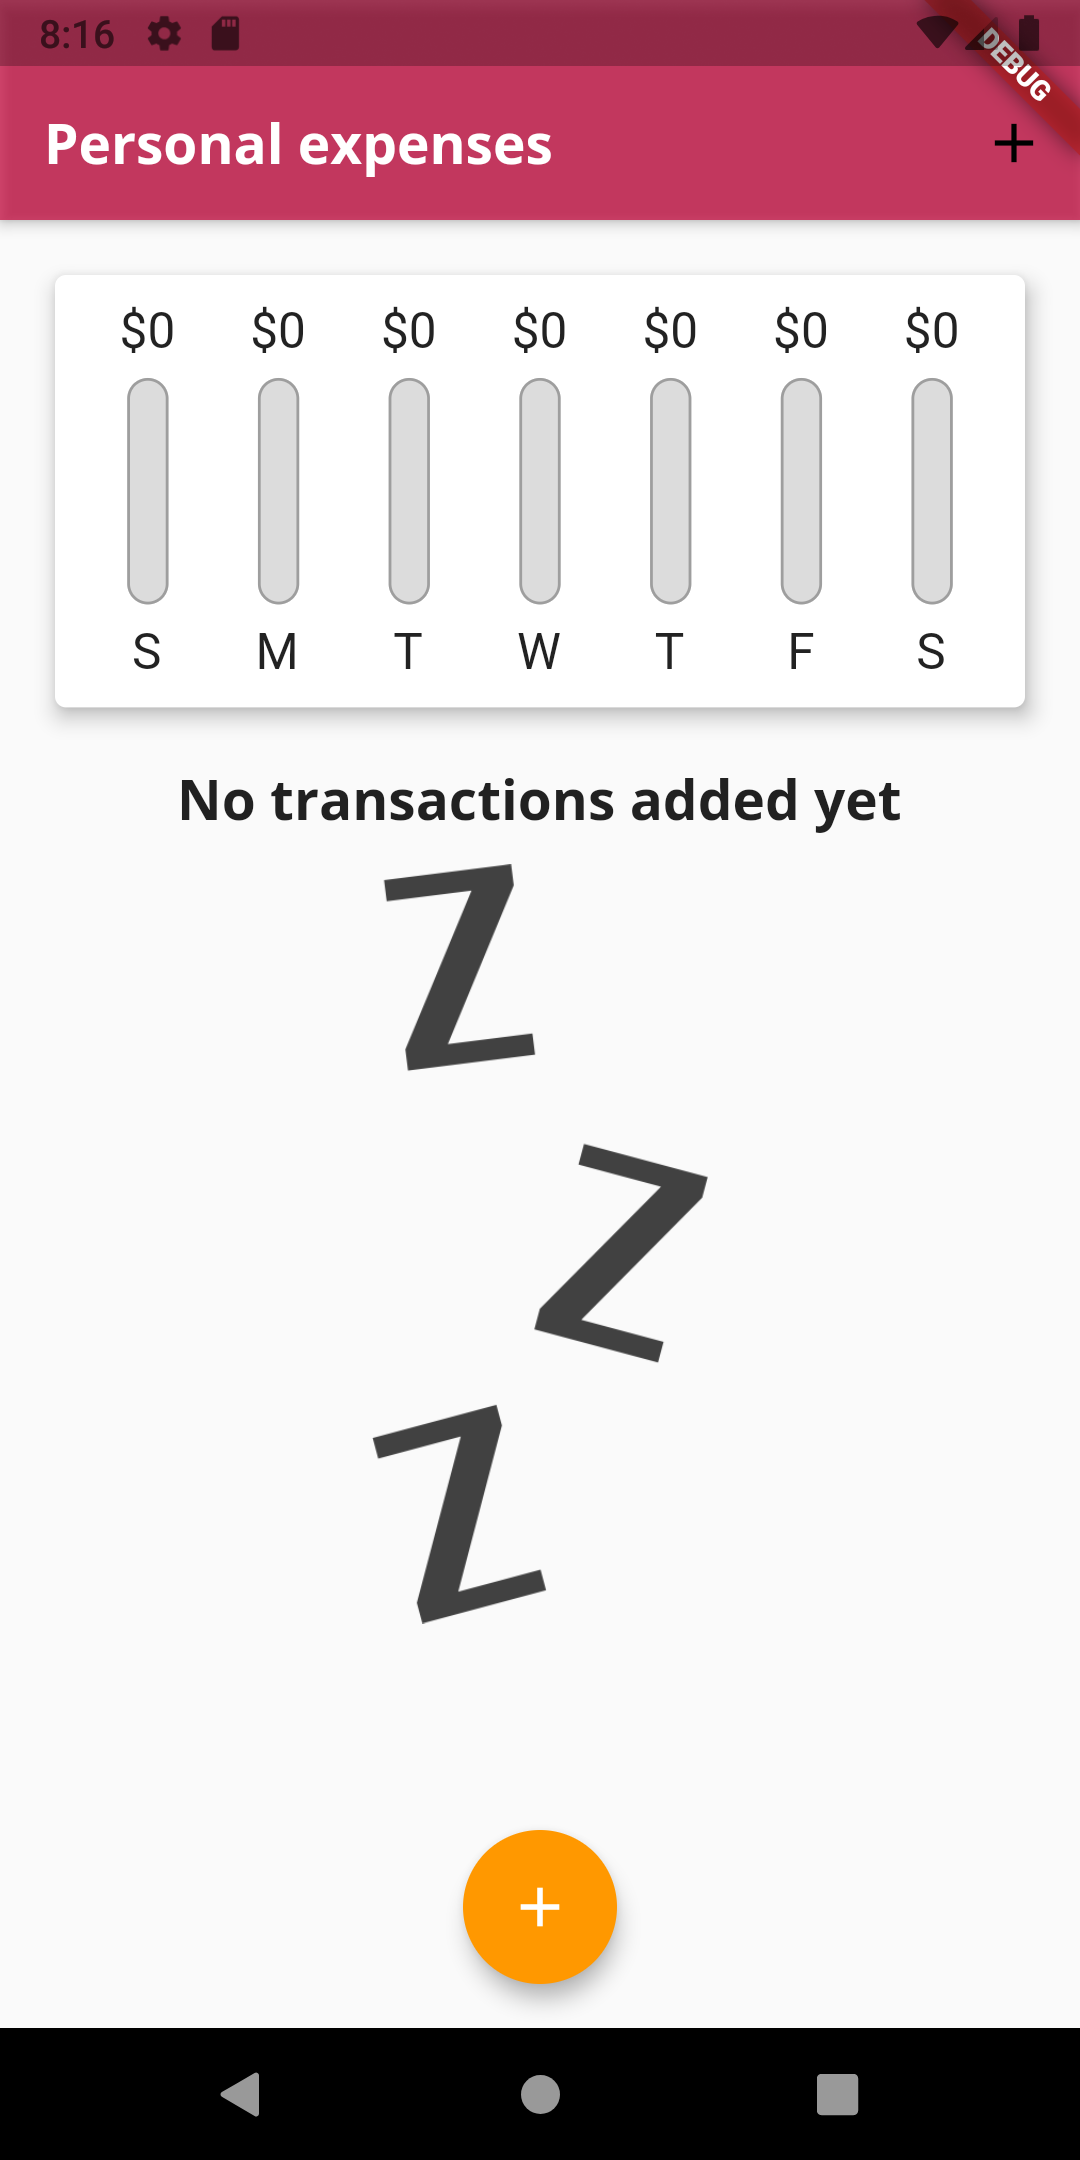 8:16
DEBUG
Personal expenses
$0 $0 $0 $0 $0 $0 $0
S M T W T F S
No transactions added yet
Z
Z
Z